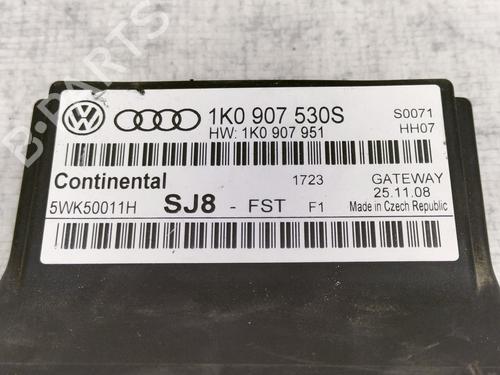 B-PARTS
1K0 907 530S
S0071
HW: 1K0 907 951
HH07
Continental
1723
GATEWAY
25.11.08
5WK50011H
SJ8 - FST F1
Made in Czech Republic